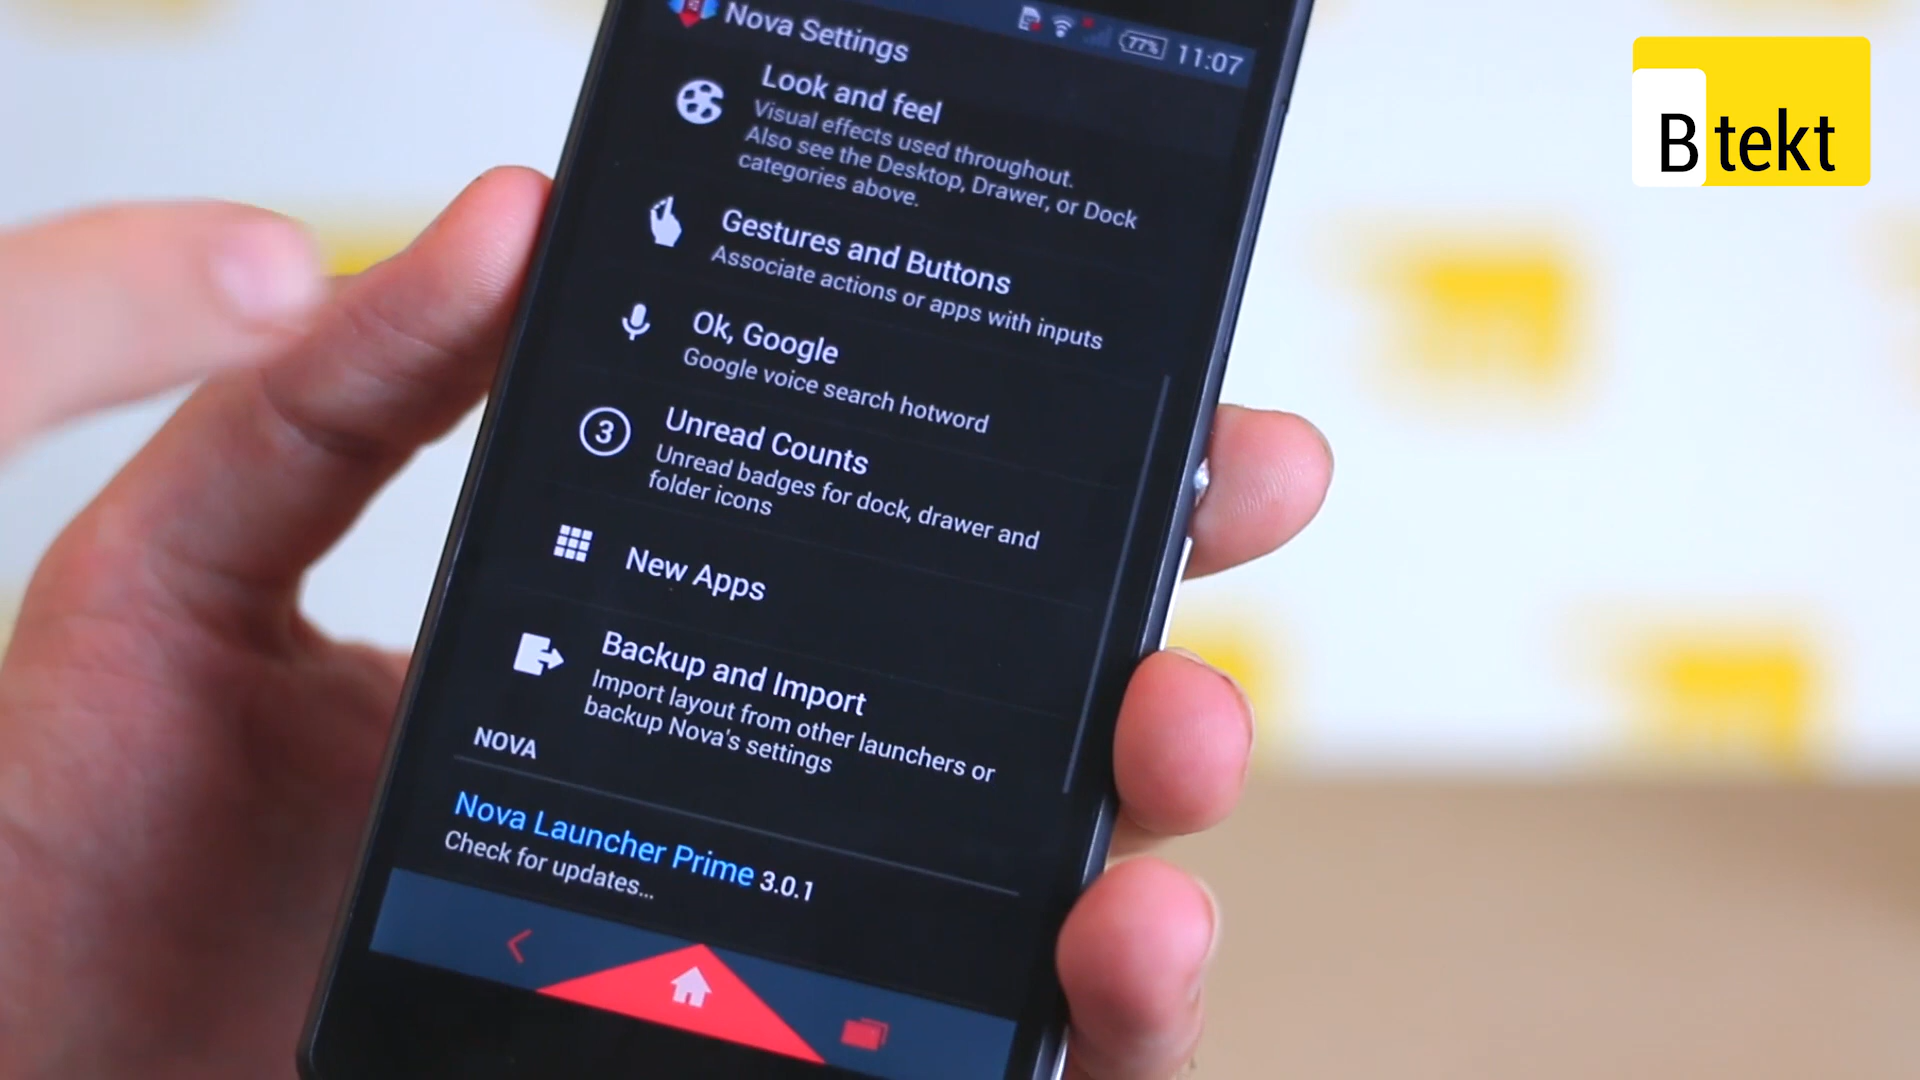 Nova Settings
77% 11:07
Look and feel
Visual effects used throughout.
Also see the Desktop, Drawer, or Dock
categories above.
Gestures and Buttons
Associate actions or apps with inputs
Ok, Google
Google voice search hotword
3
Unread Counts
Unread badges for dock, drawer and
folder icons
New Apps
Backup and Import
Import layout from other launchers or
backup Nova's settings
NOVA
Nova Launcher Prime 3.0.1
Check for updates...
B tekt